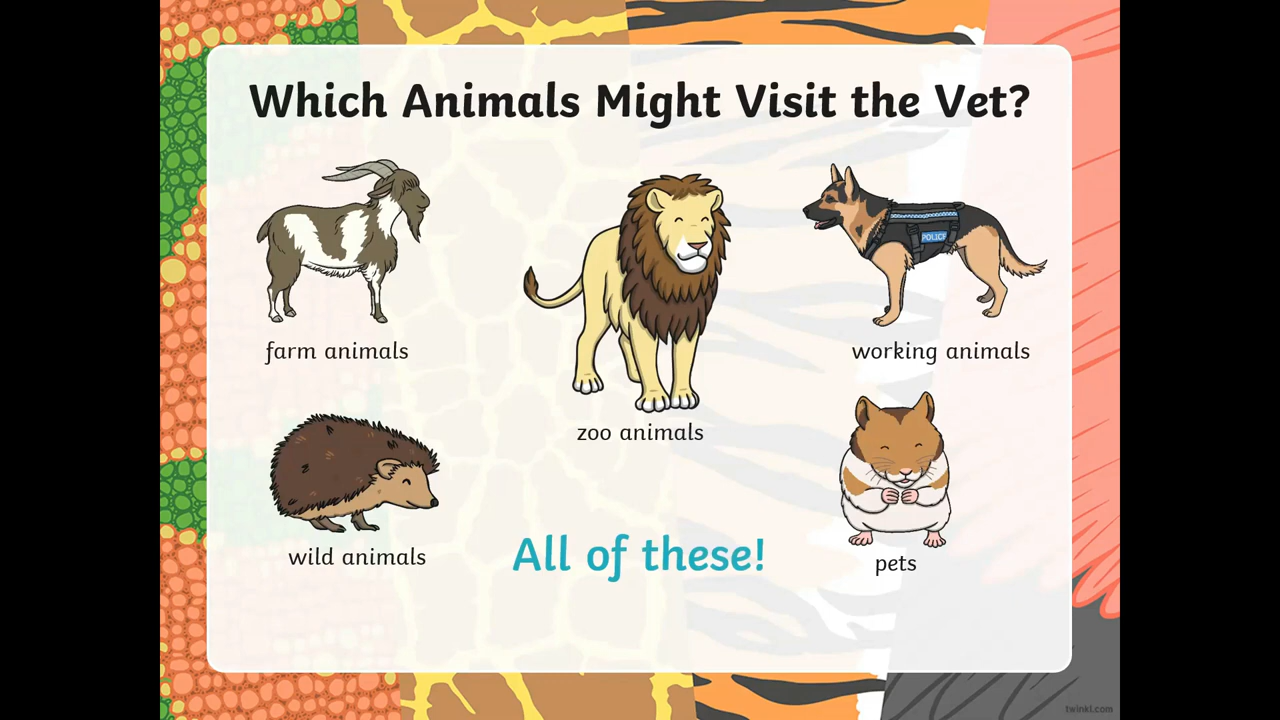 Which Animals Might Visit the Vet?
POLICE
farm animals
working animals
zoo animals
wild animals
All of these!
pets
twinkl.com